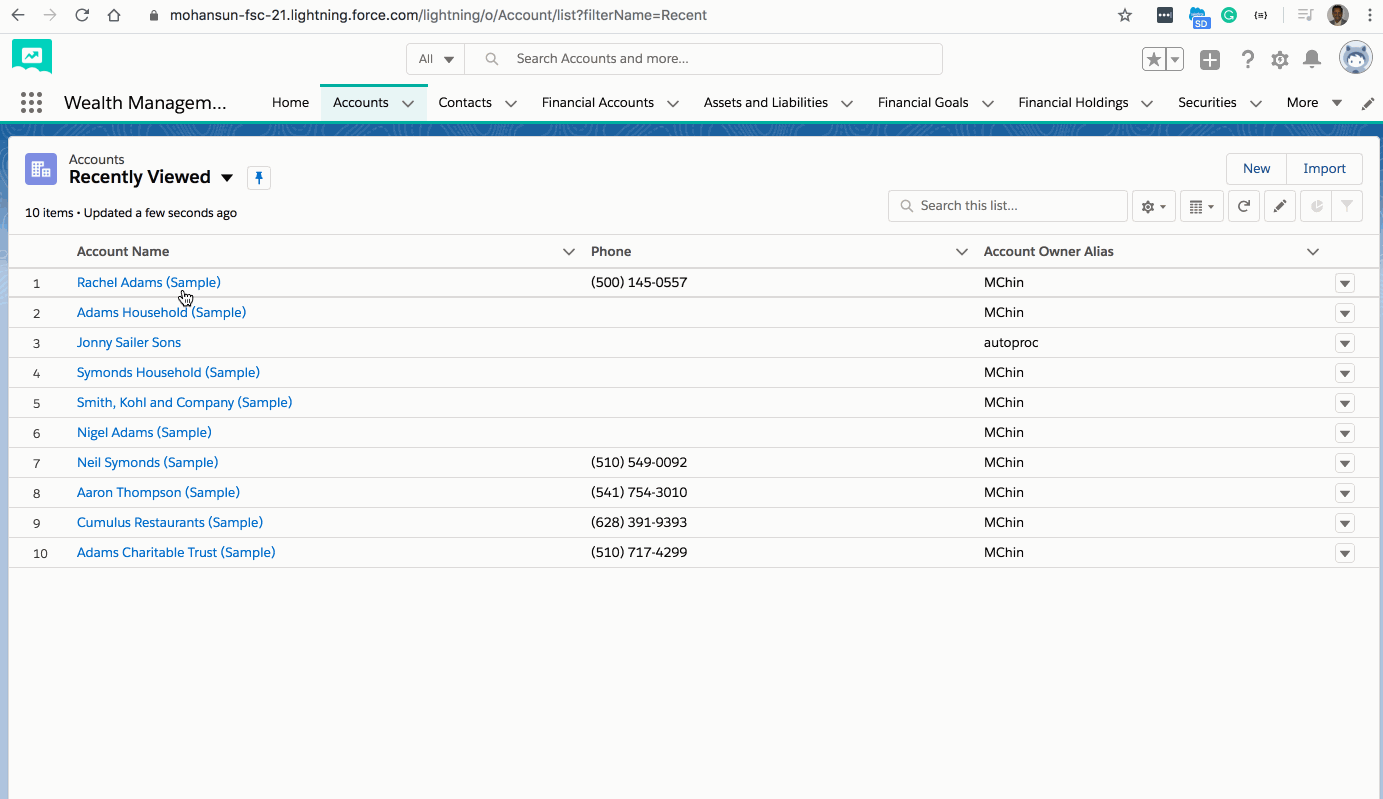 mohansun-fsc-21.lightning.force.com/lightning/o/Account/list?filterName=Recent
SD
All Search Accounts and more...
Wealth Managem... Home Accounts Contacts Financial Accounts Assets and Liabilities Financial Goals Financial Holdings Securities More
Accounts
Recently Viewed
New Import
10 items • Updated a few seconds ago
Search this list...
Account Name Phone Account Owner Alias
1 Rachel Adams (Sample) (500) 145-0557 MChin
2 Adams Household (Sample) MChin
3 Jonny Sailer Sons autoproc
4 Symonds Household (Sample) MChin
5 Smith, Kohl and Company (Sample) MChin
6 Nigel Adams (Sample) MChin
7 Neil Symonds (Sample) (510) 549-0092 MChin
8 Aaron Thompson (Sample) (541) 754-3010 MChin
9 Cumulus Restaurants (Sample) (628) 391-9393 MChin
10 Adams Charitable Trust (Sample) (510) 717-4299 MChin